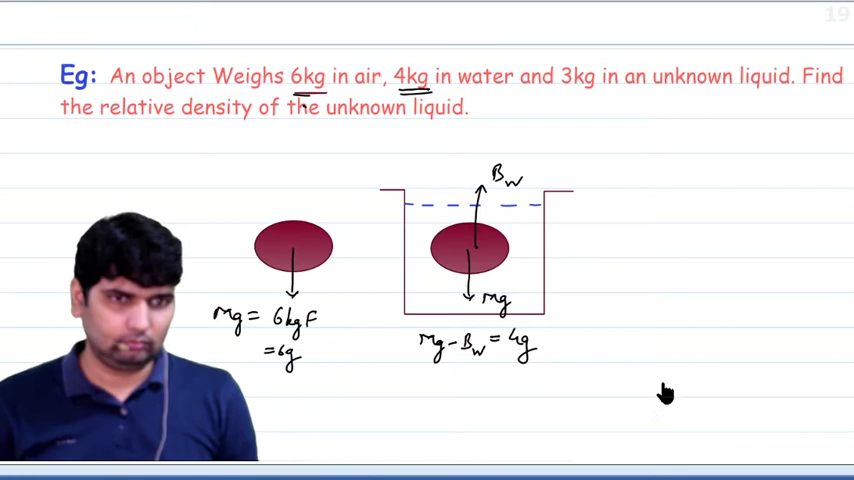 19
Eg: An object Weighs 6kg in air, 4kg in water and 3kg in an unknown liquid. Find
the relative density of the unknown liquid.
Bw
Mg = 6kgF
= 6g
Mg
Mg - Bw = 4g